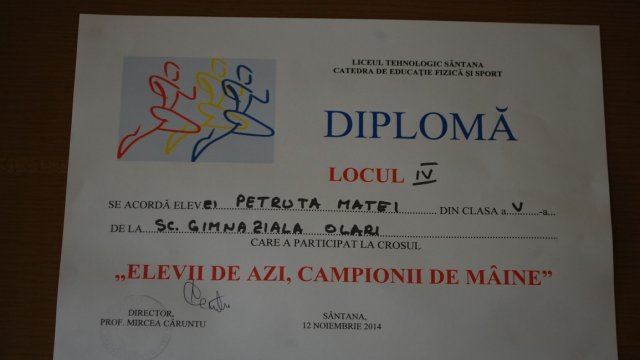 LICEUL TEHNOLOGIC SÂNTANA
CATEDRA DE EDUCAȚIE FIZICĂ ȘI SPORT
DIPLOMĂ
LOCUL IV
SE ACORDĂ ELEVEI PETRUTA MATEI DIN CLASA a V -a
DE LA SC. GIMNAZIALA OLARI
CARE A PARTICIPAT LA CROSUL
„ELEVII DE AZI, CAMPIONII DE MÂINE”
DIRECTOR,
PROF. MIRCEA CĂRUNTU
SÂNTANA,
12 NOIEMBRIE 2014